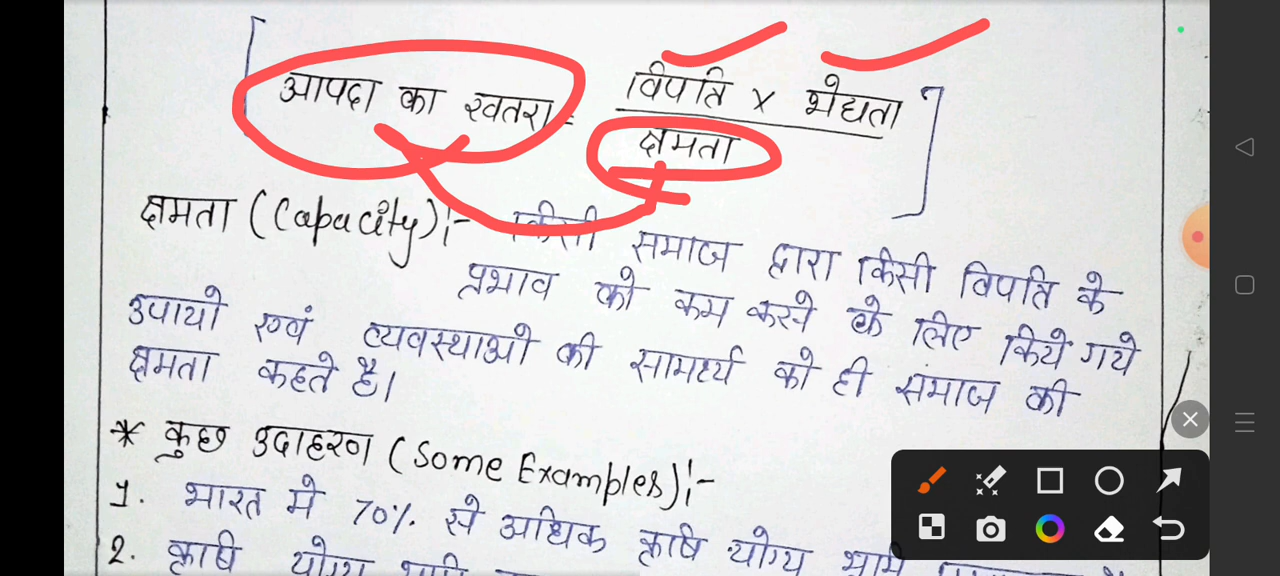 आपदा का खतरा = विपति x भेद्यता
क्षमता
क्षमता (Capacity):- किसी समाज द्वारा किसी विपति के
प्रभाव को कम करने के लिए किये गये
उपायो एवं व्यवस्थाओ की सामर्थ्य को ही समाज की
क्षमता कहते है।
* कुछ उदाहरण (Some Examples):-
1. भारत मे 70% से अधिक कृषि योग्य भूमि
2. कृषि योग्य भूमि